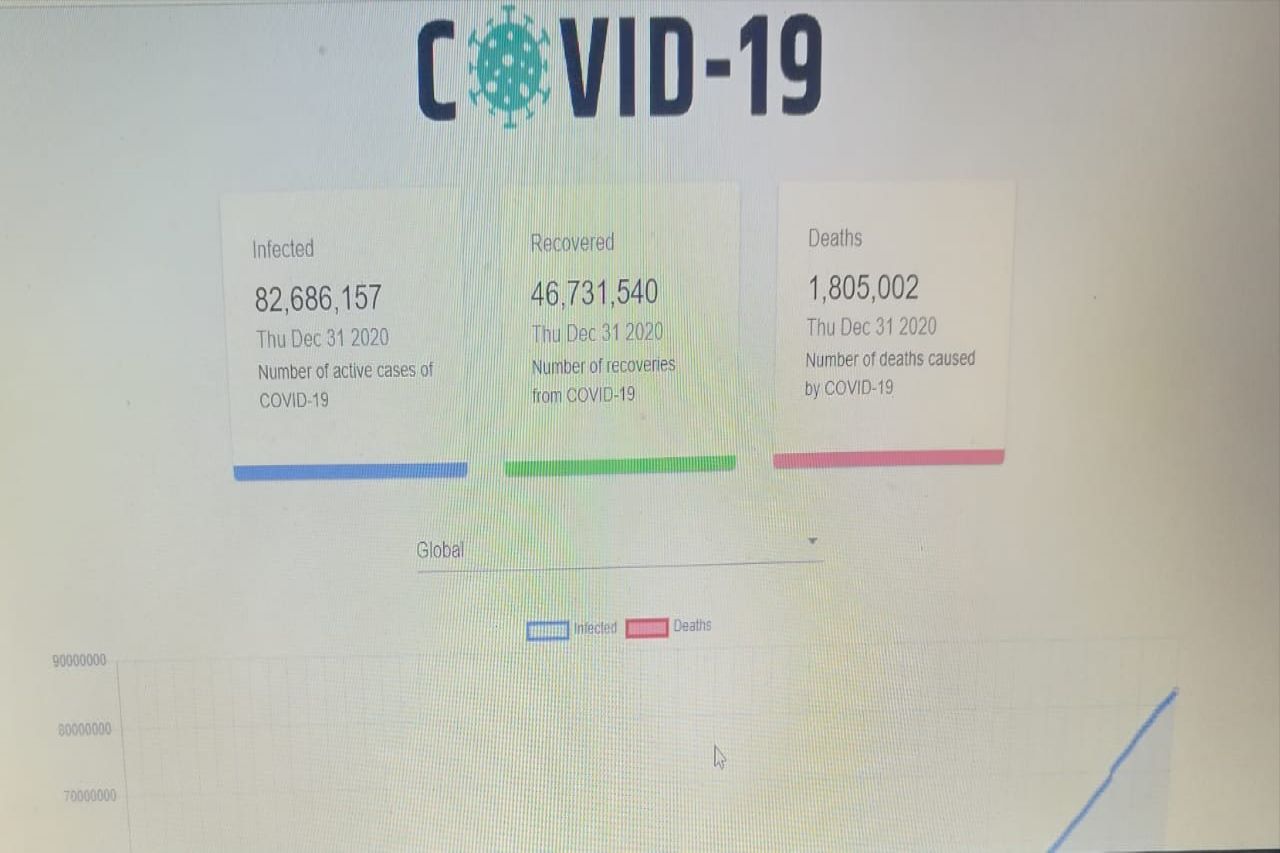 COVID-19
Infected
82,686,157
Thu Dec 31 2020
Number of active cases of
COVID-19
Recovered
46,731,540
Thu Dec 31 2020
Number of recoveries
from COVID-19
Deaths
1,805,002
Thu Dec 31 2020
Number of deaths caused
by COVID-19
Global
Infected Deaths
90000000
80000000
70000000